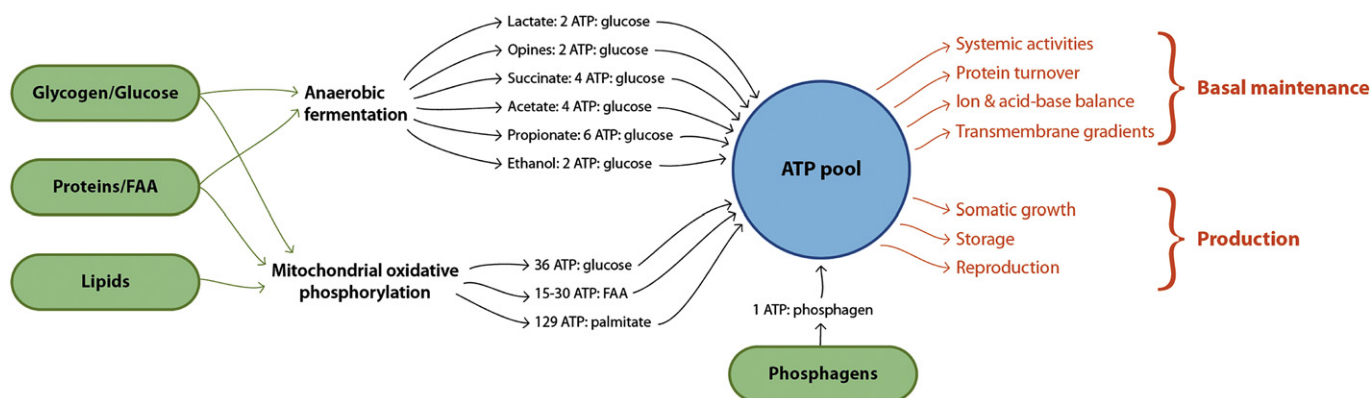 Glycogen/Glucose
Proteins/FAA
Lipids
Anaerobic
fermentation
Mitochondrial oxidative
phosphorylation
Lactate: 2 ATP: glucose
Opines: 2 ATP: glucose
Succinate: 4 ATP: glucose
Acetate: 4 ATP: glucose
Propionate: 6 ATP: glucose
Ethanol: 2 ATP: glucose
36 ATP: glucose
15-30 ATP: FAA
129 ATP: palmitate
ATP pool
1 ATP: phosphagen
Phosphagens
Systemic activities
Protein turnover
Ion & acid-base balance
Transmembrane gradients
Basal maintenance
Somatic growth
Storage
Reproduction
Production